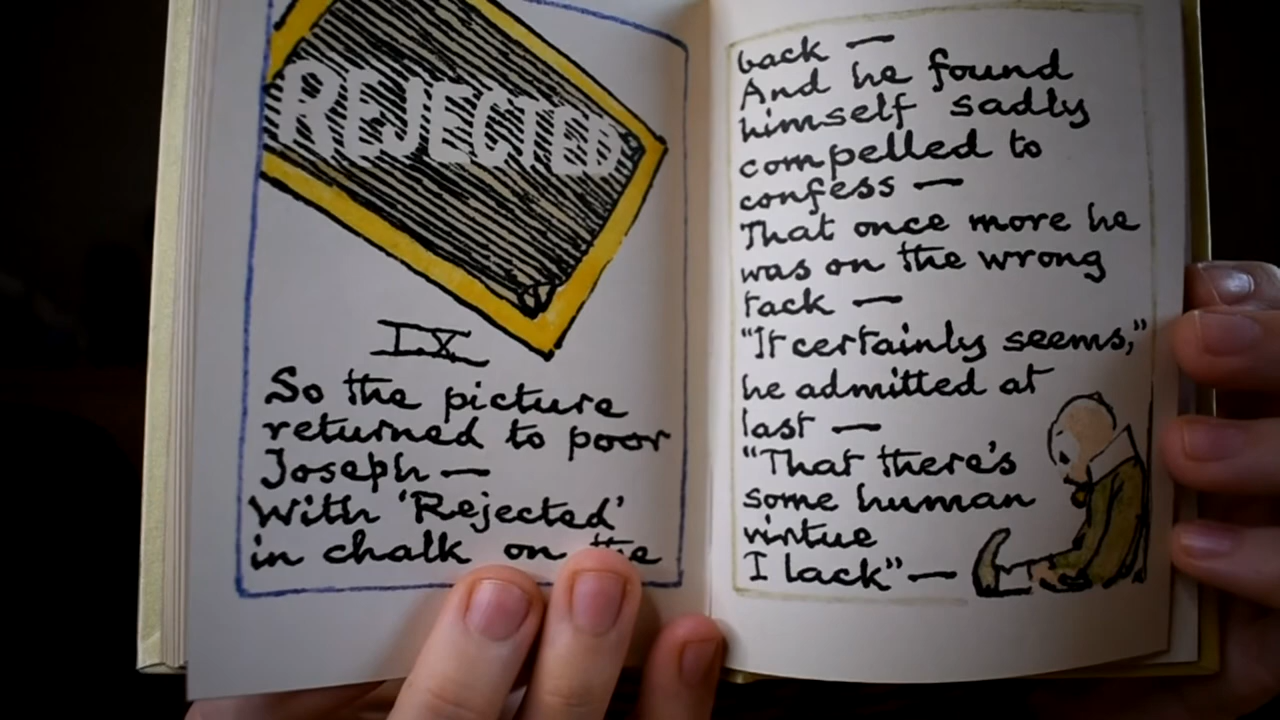 REJECTED
IX
So the picture
returned to poor
Joseph —
With 'Rejected'
in chalk on the
back —
And he found
himself sadly
compelled to
confess —
That once more he
was on the wrong
tack —
"It certainly seems,"
he admitted at
last —
"That there's
some human
virtue
I lack" —